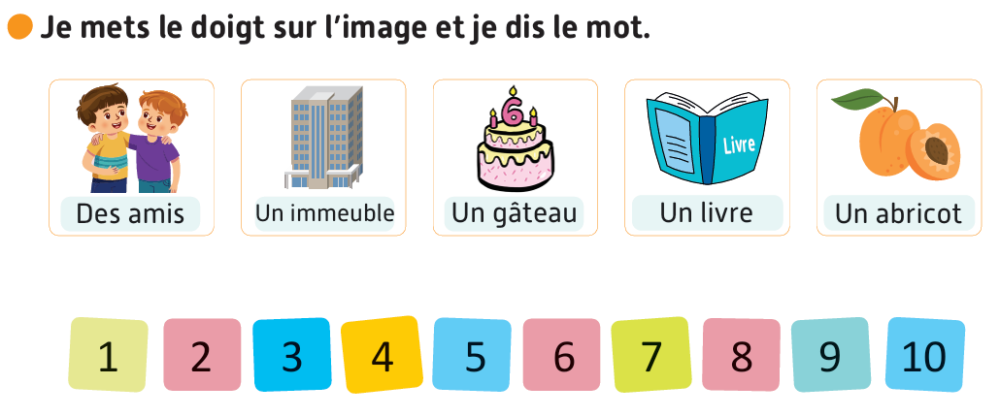 Je mets le doigt sur l'image et je dis le mot.
6
Livre
Des amis
Un immeuble
Un gâteau
Un livre
Un abricot
1 2 3 4 5 6 7 8 9 10